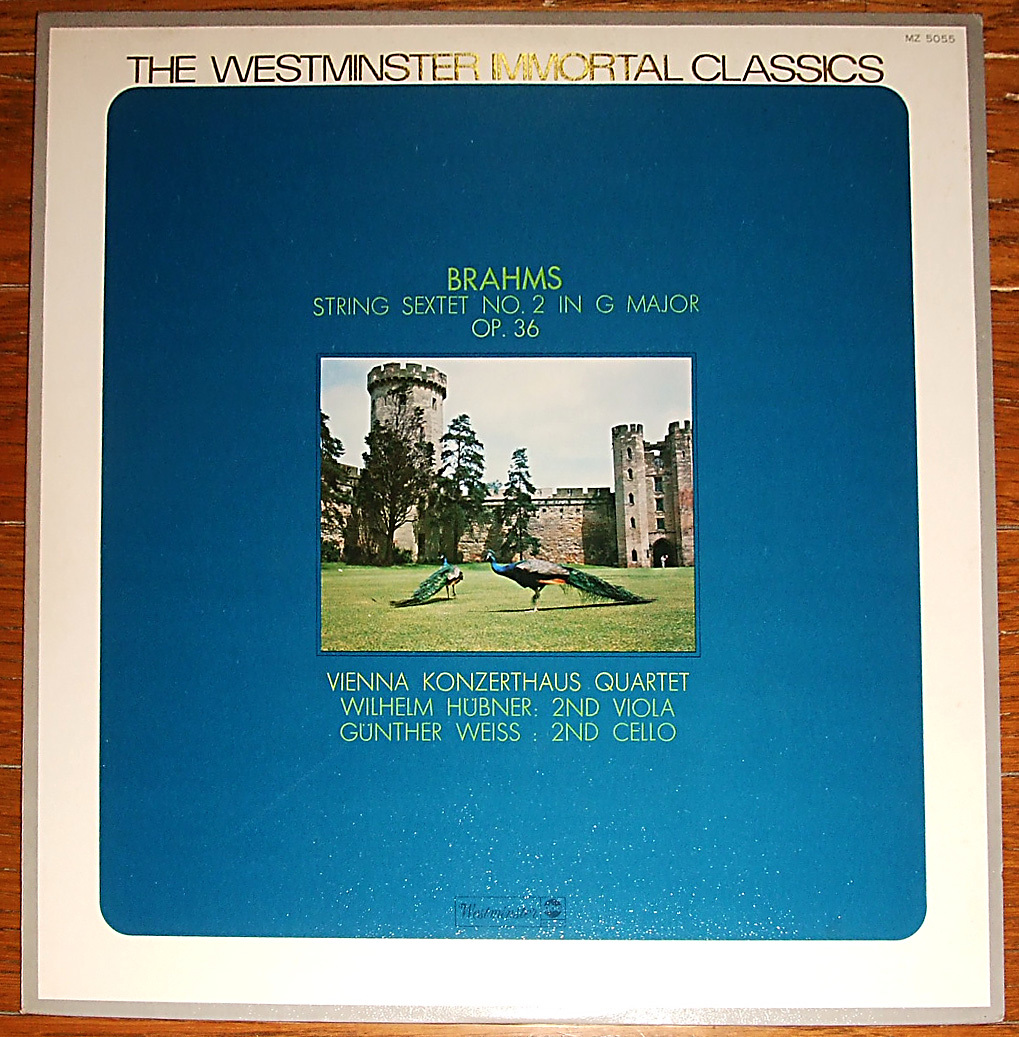 MZ 5055
THE WESTMINSTER IMMORTAL CLASSICS
BRAHMS
STRING SEXTET NO. 2 IN G MAJOR
OP. 36
VIENNA KONZERTHAUS QUARTET
WILHELM HÜBNER: 2ND VIOLA
GÜNTHER WEISS : 2ND CELLO
Westminster